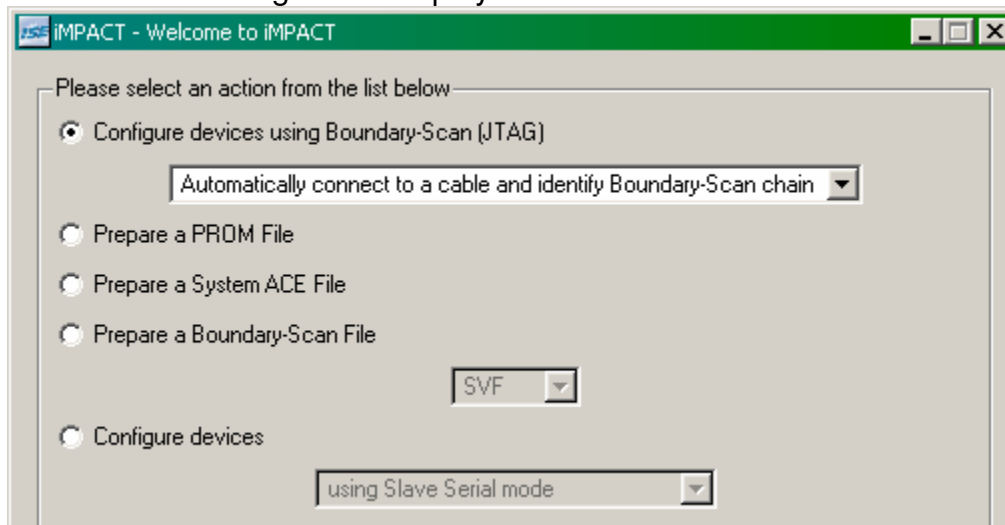 iMPACT - Welcome to iMPACT
Please select an action from the list below
Configure devices using Boundary-Scan (JTAG)
Automatically connect to a cable and identify Boundary-Scan chain
Prepare a PROM File
Prepare a System ACE File
Prepare a Boundary-Scan File
SVF
Configure devices
using Slave Serial mode